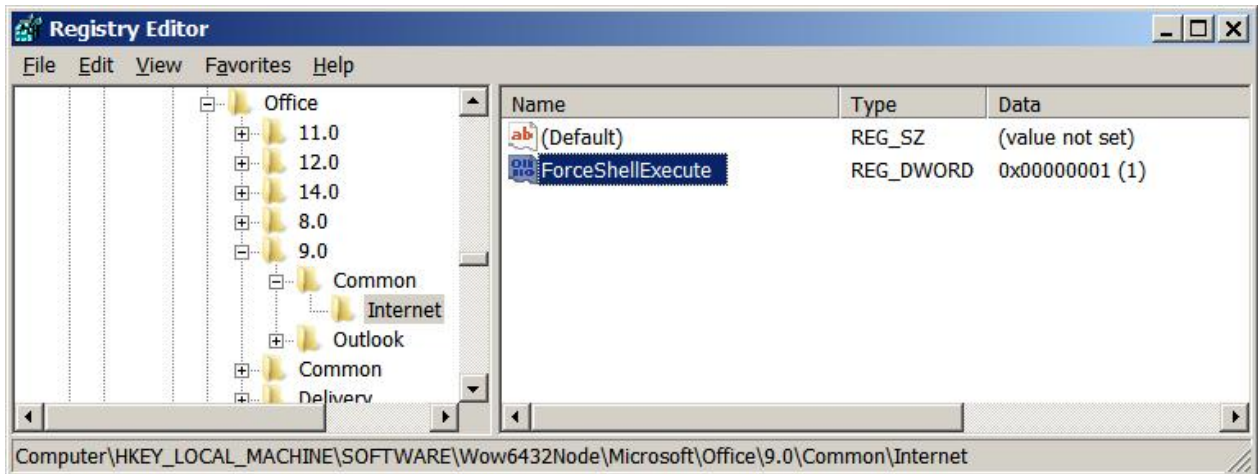 Registry Editor
File Edit View Favorites Help
Office
11.0
12.0
14.0
8.0
9.0
Common
Internet
Outlook
Common
Delivery
Name Type Data
ab (Default) REG_SZ (value not set)
ForceShellExecute REG_DWORD 0x00000001 (1)
Computer\HKEY_LOCAL_MACHINE\SOFTWARE\Wow6432Node\Microsoft\Office\9.0\Common\Internet